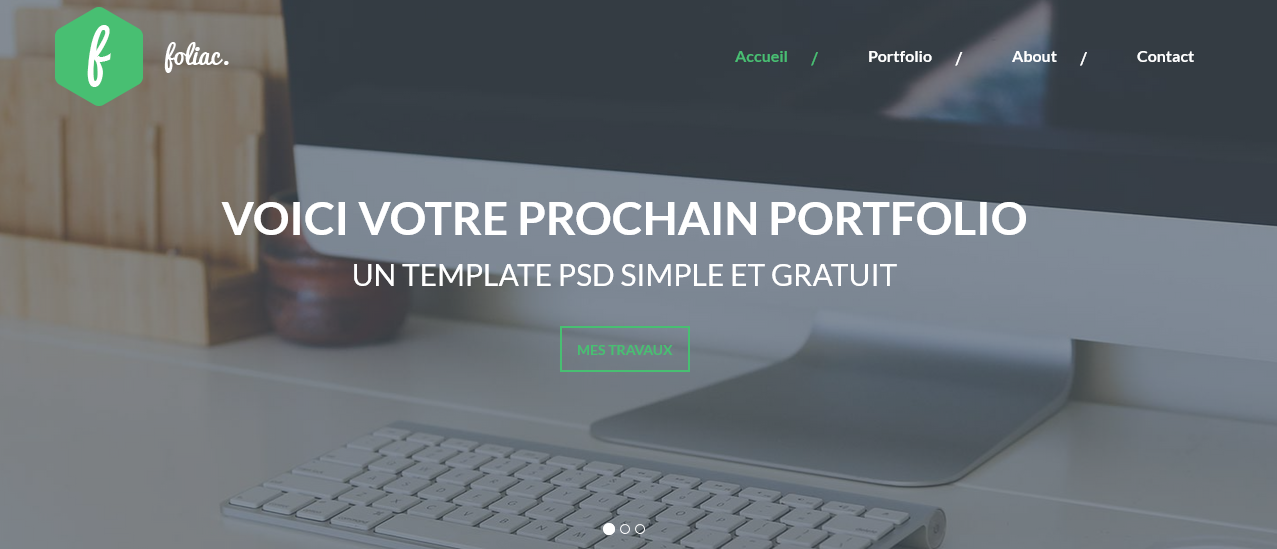 f
foliac.
Accueil / Portfolio / About / Contact
VOICI VOTRE PROCHAIN PORTFOLIO
UN TEMPLATE PSD SIMPLE ET GRATUIT
MES TRAVAUX